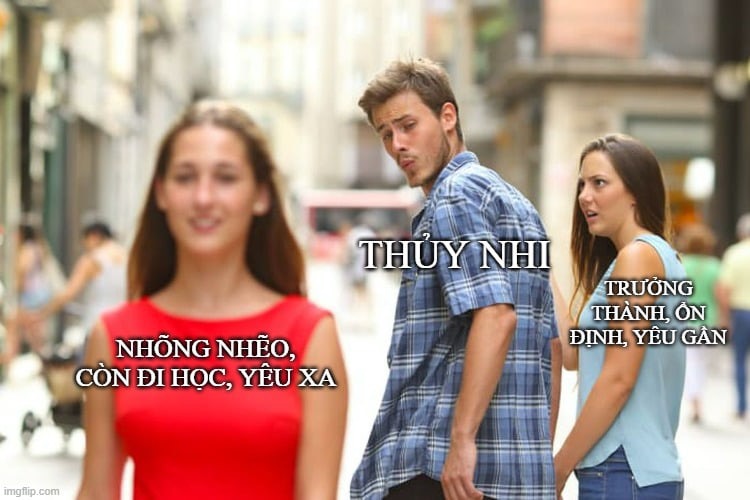 THỦY NHI
TRƯỞNG
THÀNH, ỔN
ĐỊNH, YÊU GẦN
NHÕNG NHẼO,
CÒN ĐI HỌC, YÊU XA
imgflip.com